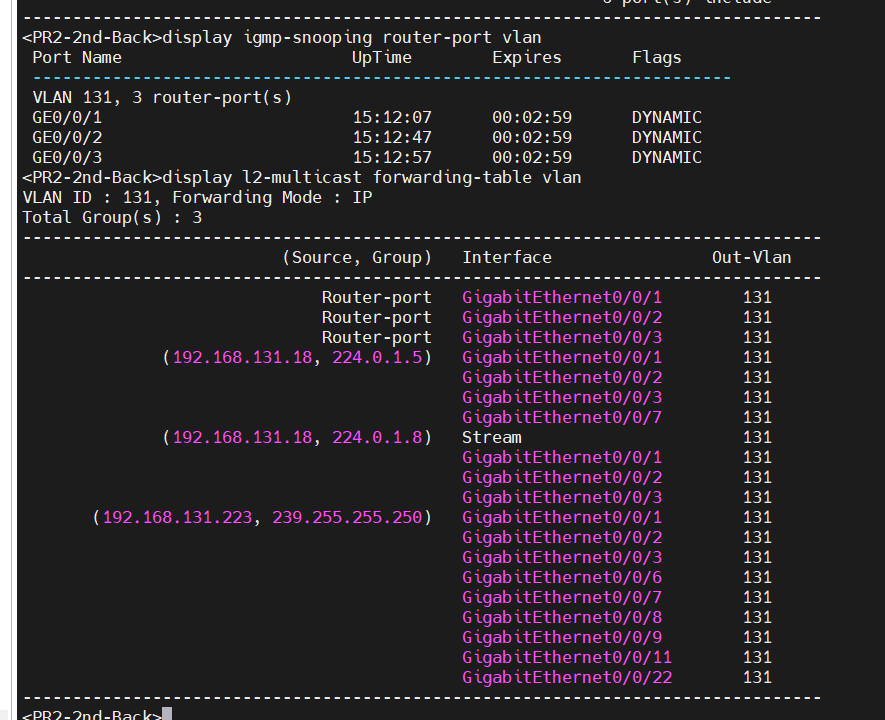 6 port(s) include
--------------------------------------------------------------------------------
<PR2-2nd-Back>display igmp-snooping router-port vlan
Port Name                       UpTime        Expires       Flags
----------------------------------------------------------------------
VLAN 131, 3 router-port(s)
GE0/0/1                         15:12:07      00:02:59      DYNAMIC
GE0/0/2                         15:12:47      00:02:59      DYNAMIC
GE0/0/3                         15:12:57      00:02:59      DYNAMIC
<PR2-2nd-Back>display l2-multicast forwarding-table vlan
VLAN ID : 131, Forwarding Mode : IP
Total Group(s) : 3
--------------------------------------------------------------------------------
(Source, Group)   Interface                Out-Vlan
--------------------------------------------------------------------------------
Router-port   GigabitEthernet0/0/1        131
Router-port   GigabitEthernet0/0/2        131
Router-port   GigabitEthernet0/0/3        131
(192.168.131.18, 224.0.1.5)   GigabitEthernet0/0/1        131
GigabitEthernet0/0/2        131
GigabitEthernet0/0/3        131
GigabitEthernet0/0/7        131
(192.168.131.18, 224.0.1.8)   Stream                      131
GigabitEthernet0/0/1        131
GigabitEthernet0/0/2        131
GigabitEthernet0/0/3        131
(192.168.131.223, 239.255.255.250)   GigabitEthernet0/0/1        131
GigabitEthernet0/0/2        131
GigabitEthernet0/0/3        131
GigabitEthernet0/0/6        131
GigabitEthernet0/0/7        131
GigabitEthernet0/0/8        131
GigabitEthernet0/0/9        131
GigabitEthernet0/0/11       131
GigabitEthernet0/0/22       131
--------------------------------------------------------------------------------
<PR2-2nd-Back>